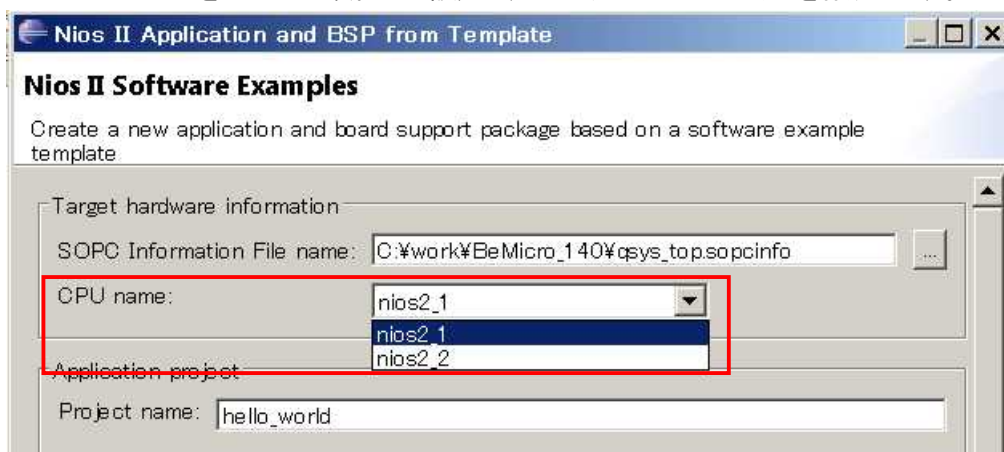 Nios II Application and BSP from Template
Nios II Software Examples
Create a new application and board support package based on a software example
template
Target hardware information
SOPC Information File name: C:¥work¥BeMicro_140¥qsys_top.sopcinfo ...
CPU name: nios2_1
nios2_1
nios2_2
Application project
Project name: hello_world